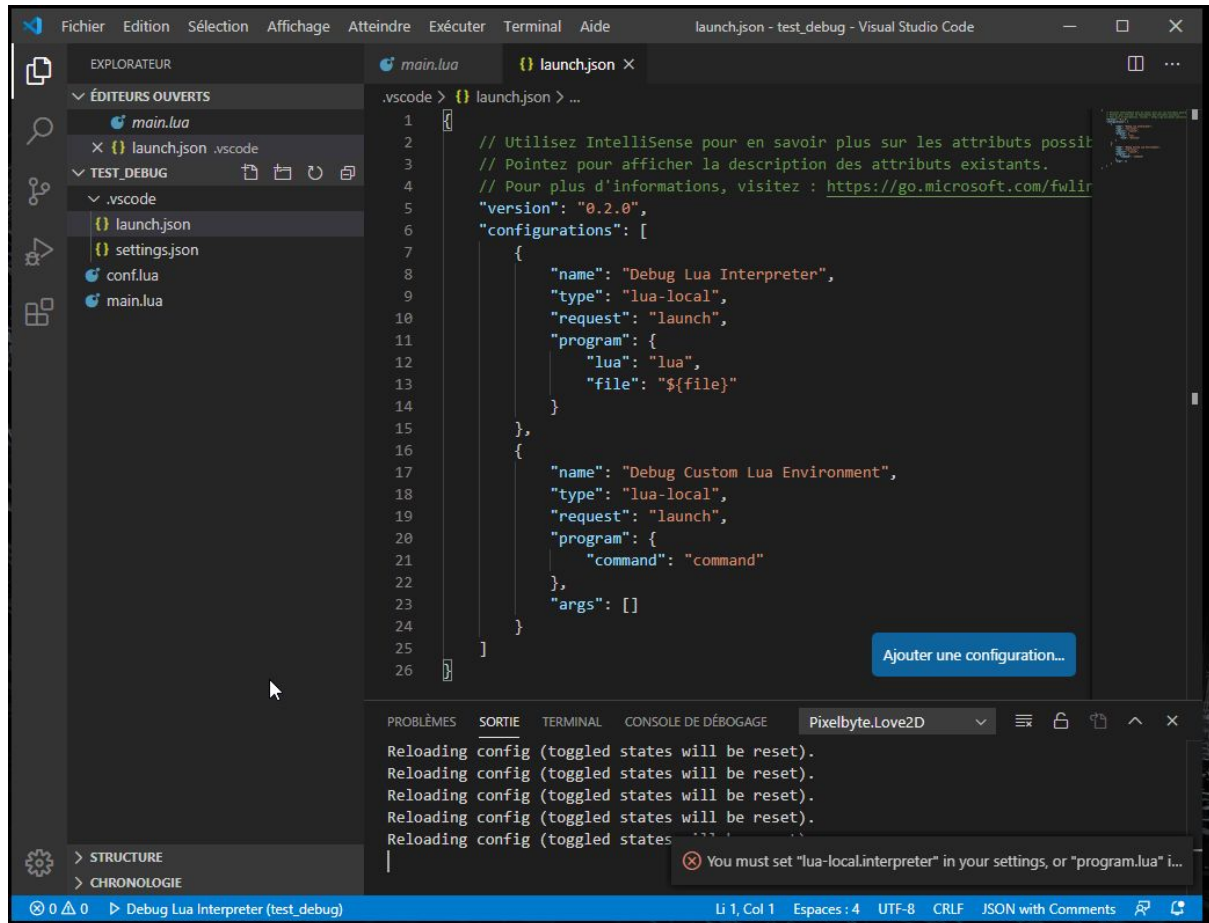 Fichier Edition Sélection Affichage Atteindre Exécuter Terminal Aide launch.json - test_debug - Visual Studio Code
EXPLORATEUR
ÉDITEURS OUVERTS
main.lua
{} launch.json .vscode
TEST_DEBUG
.vscode
{} launch.json
{} settings.json
conf.lua
main.lua
STRUCTURE
CHRONOLOGIE
main.lua {} launch.json
.vscode > {} launch.json > ...
1 {
2 // Utilisez IntelliSense pour en savoir plus sur les attributs possib
3 // Pointez pour afficher la description des attributs existants.
4 // Pour plus d'informations, visitez : https://go.microsoft.com/fwlin
5 "version": "0.2.0",
6 "configurations": [
7 {
8 "name": "Debug Lua Interpreter",
9 "type": "lua-local",
10 "request": "launch",
11 "program": {
12 "lua": "lua",
13 "file": "${file}"
14 }
15 },
16 {
17 "name": "Debug Custom Lua Environment",
18 "type": "lua-local",
19 "request": "launch",
20 "program": {
21 "command": "command"
22 },
23 "args": []
24 }
25 ]
26 }
Ajouter une configuration...
PROBLÈMES SORTIE TERMINAL CONSOLE DE DÉBOGAGE Pixelbyte.Love2D
Reloading config (toggled states will be reset).
Reloading config (toggled states will be reset).
Reloading config (toggled states will be reset).
Reloading config (toggled states will be reset).
Reloading config (toggled states
You must set "lua-local.interpreter" in your settings, or "program.lua" i...
0 0 Debug Lua Interpreter (test_debug) Li 1, Col 1 Espaces : 4 UTF-8 CRLF JSON with Comments